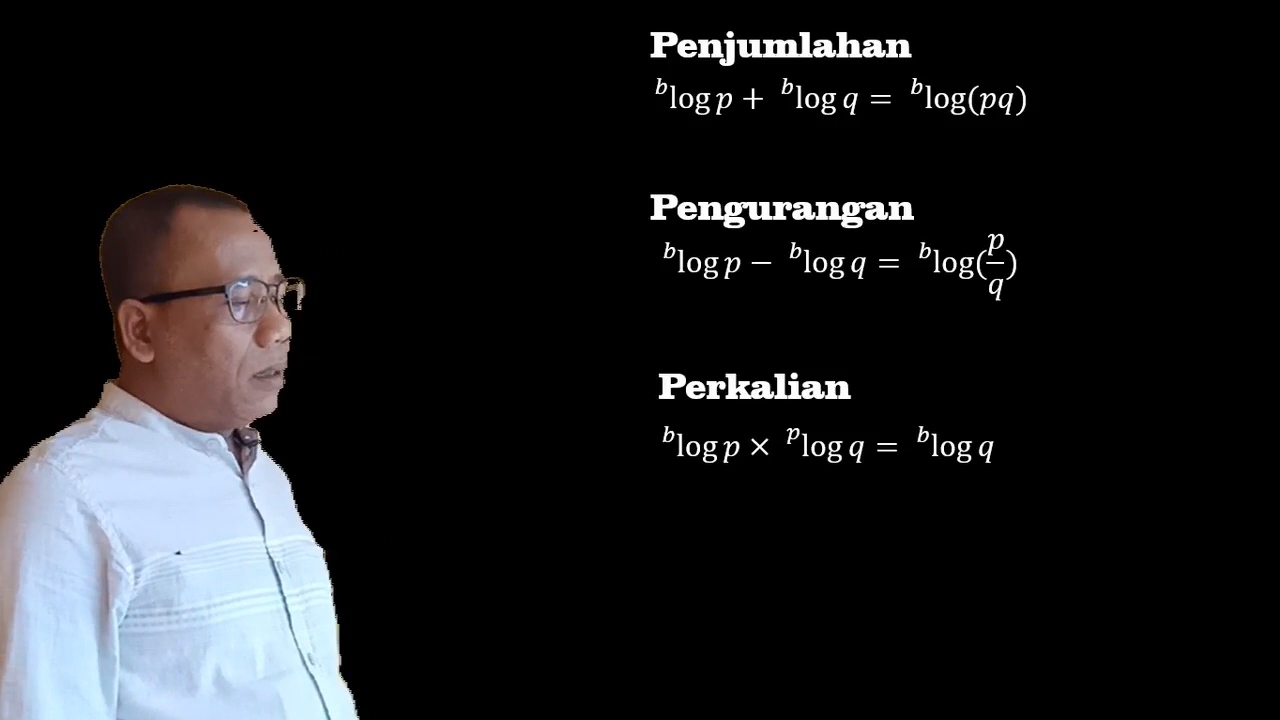 Penjumlahan
ᵇlog p + ᵇlog q = ᵇlog(pq)
Pengurangan
ᵇlog p − ᵇlog q = ᵇlog(p/q)
Perkalian
ᵇlog p × ᵖlog q = ᵇlog q